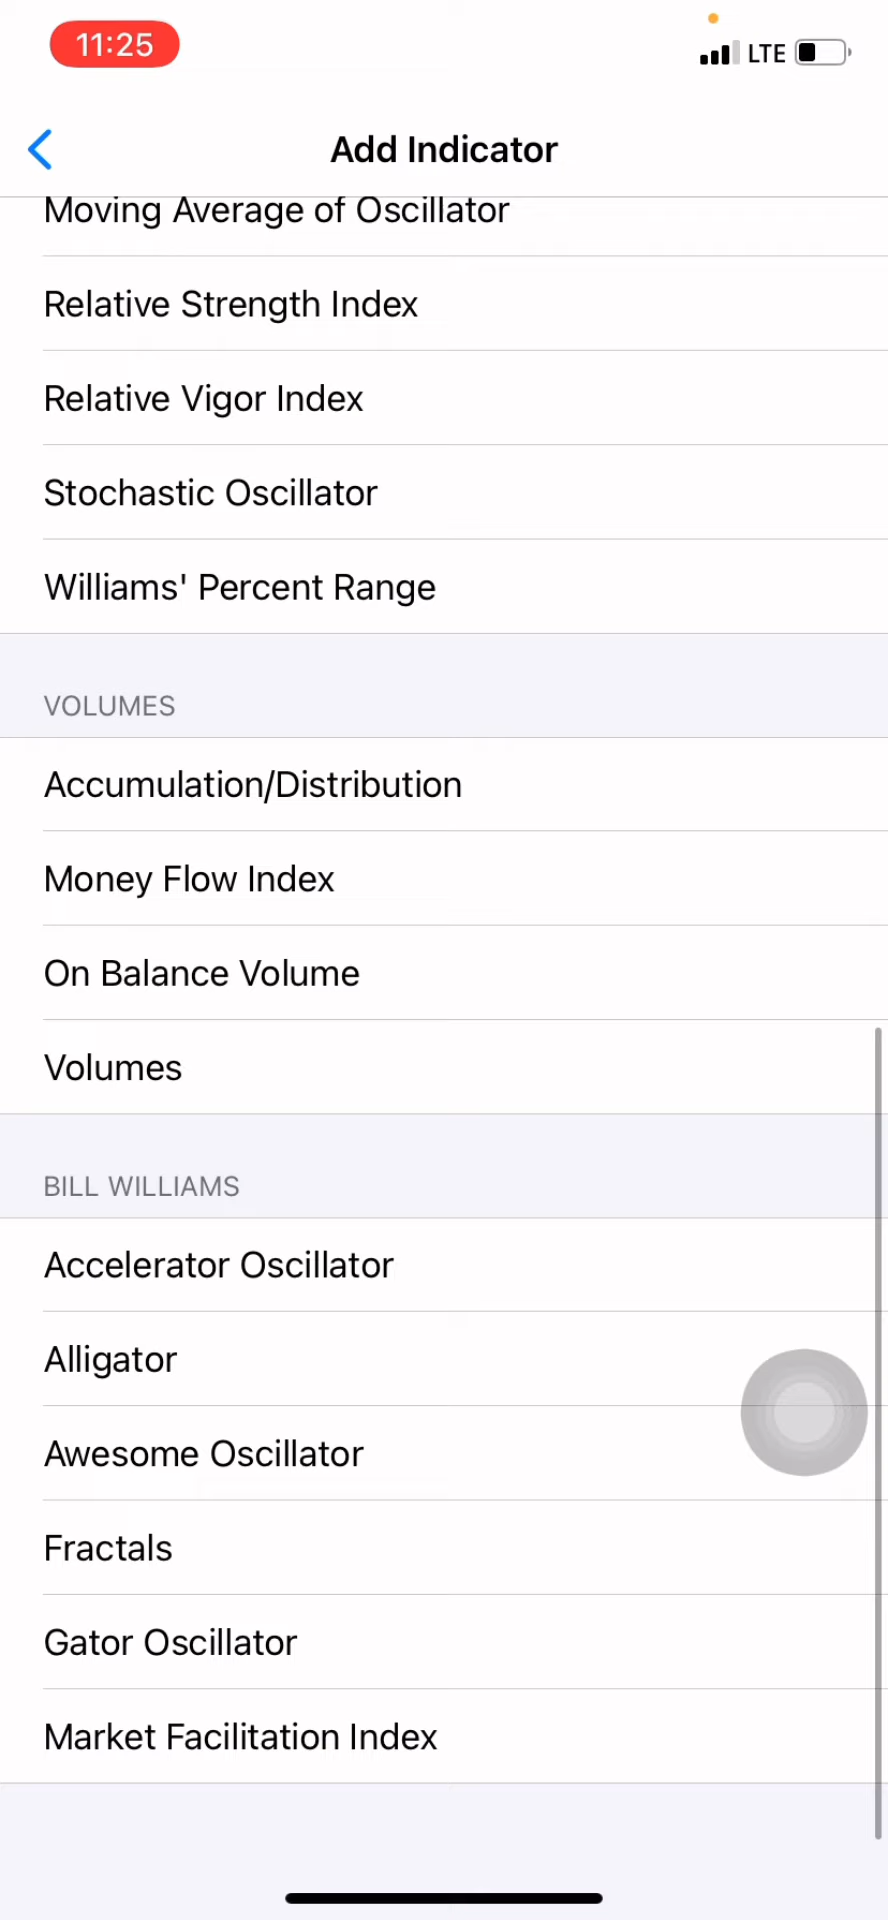 11:25
LTE
Add Indicator
Moving Average of Oscillator
Relative Strength Index
Relative Vigor Index
Stochastic Oscillator
Williams' Percent Range
VOLUMES
Accumulation/Distribution
Money Flow Index
On Balance Volume
Volumes
BILL WILLIAMS
Accelerator Oscillator
Alligator
Awesome Oscillator
Fractals
Gator Oscillator
Market Facilitation Index